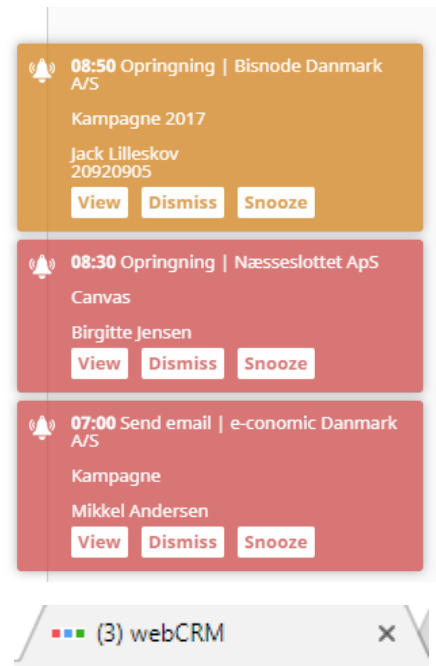 08:50 Opringning | Bisnode Danmark
A/S
Kampagne 2017
Jack Lilleskov
20920905
View Dismiss Snooze
08:30 Opringning | Næsseslottet ApS
Canvas
Birgitte Jensen
View Dismiss Snooze
07:00 Send email | e-conomic Danmark
A/S
Kampagne
Mikkel Andersen
View Dismiss Snooze
(3) webCRM